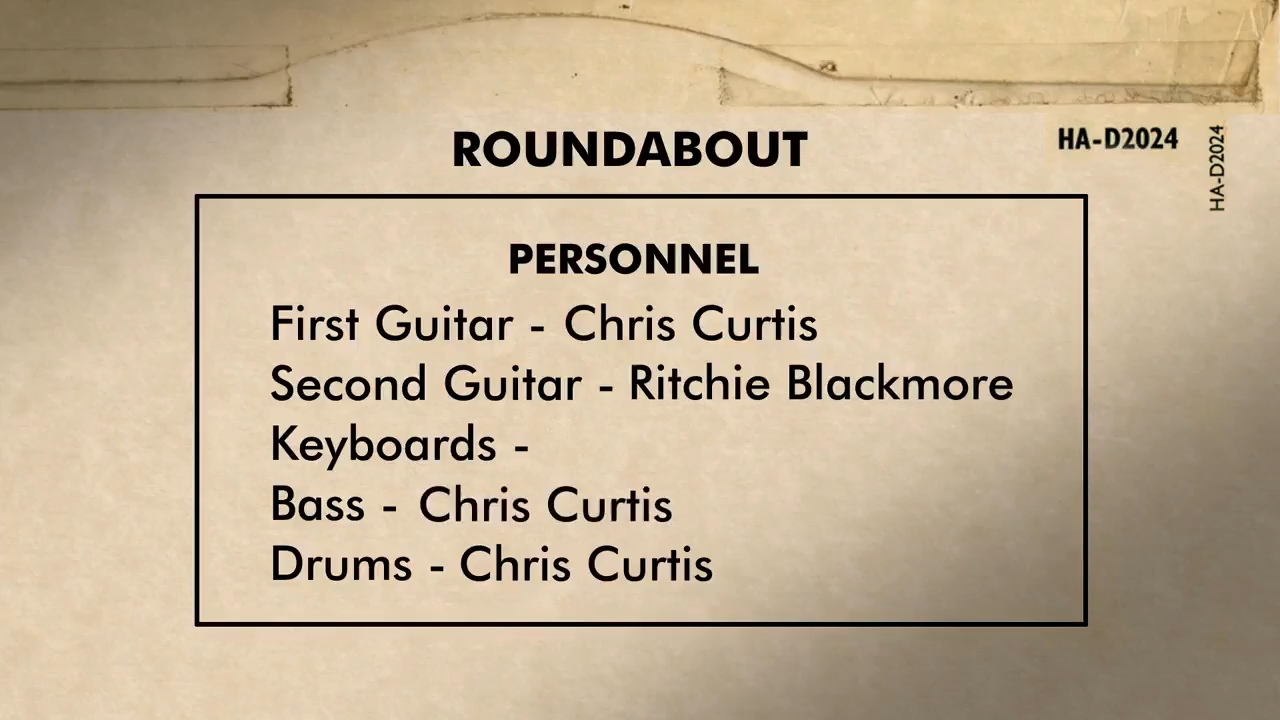 ROUNDABOUT
HA-D2024
HA-D2024
PERSONNEL
First Guitar - Chris Curtis
Second Guitar - Ritchie Blackmore
Keyboards -
Bass - Chris Curtis
Drums - Chris Curtis